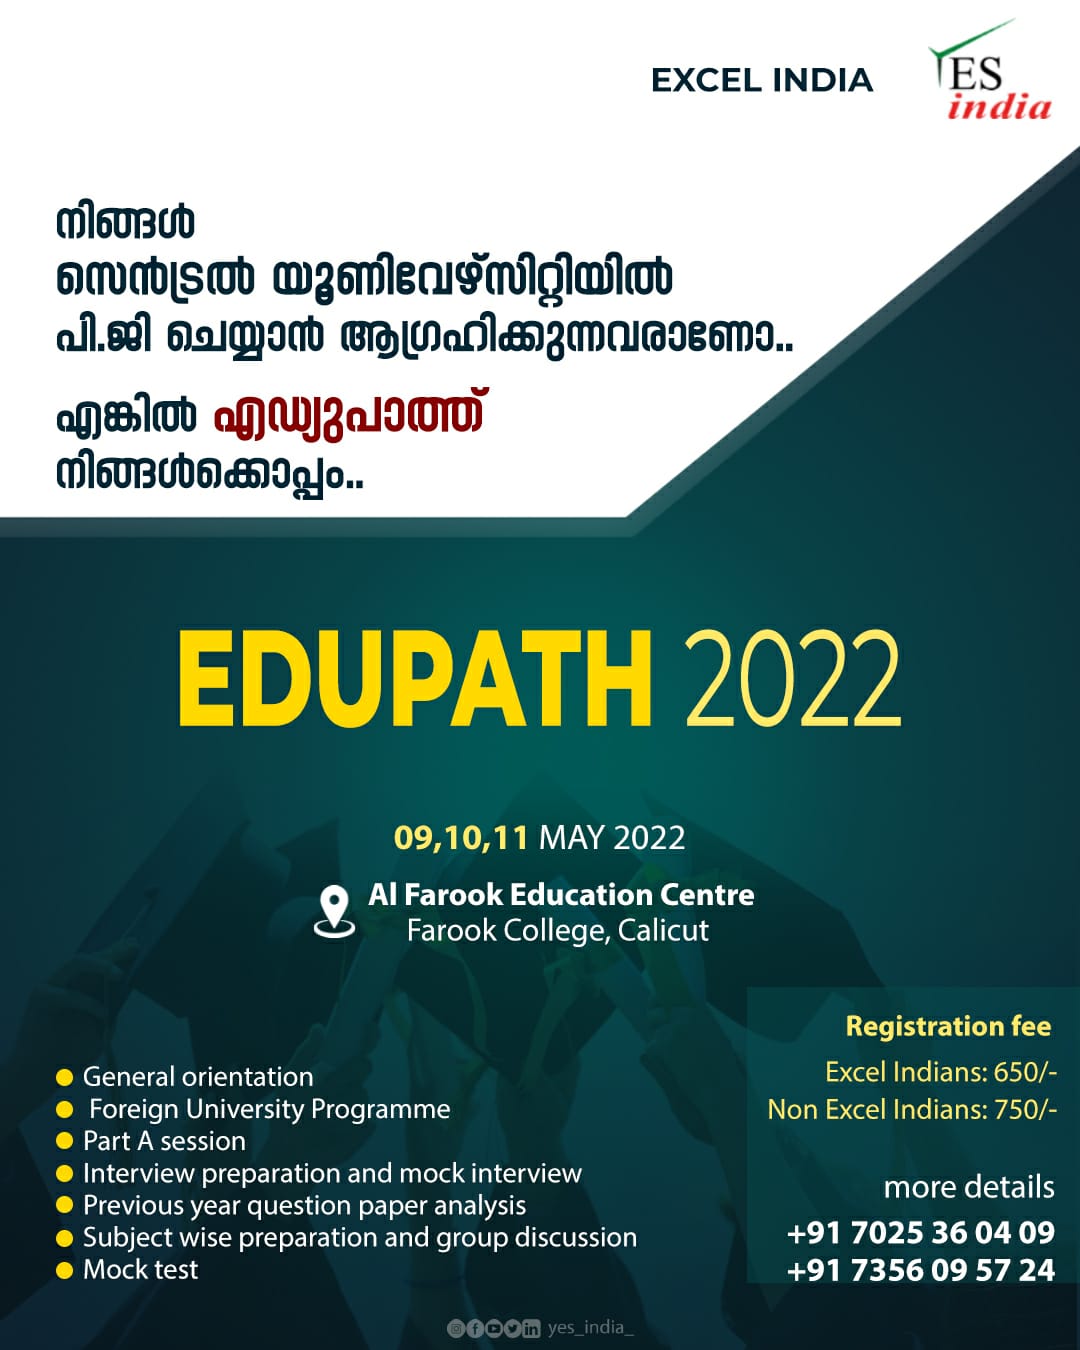 EXCEL INDIA
YES
india
നിങ്ങൾ
സെൻട്രൽ യൂണിവേഴ്സിറ്റിയിൽ
പി.ജി ചെയ്യാൻ ആഗ്രഹിക്കുന്നവരാണോ..
എങ്കിൽ എഡ്യുപാത്ത്
നിങ്ങൾക്കൊപ്പം..
EDUPATH 2022
09,10,11 MAY 2022
Al Farook Education Centre
Farook College, Calicut
General orientation
Foreign University Programme
Part A session
Interview preparation and mock interview
Previous year question paper analysis
Subject wise preparation and group discussion
Mock test
Registration fee
Excel Indians: 650/-
Non Excel Indians: 750/-
more details
+91 7025 36 04 09
+91 7356 09 57 24
yes_india_